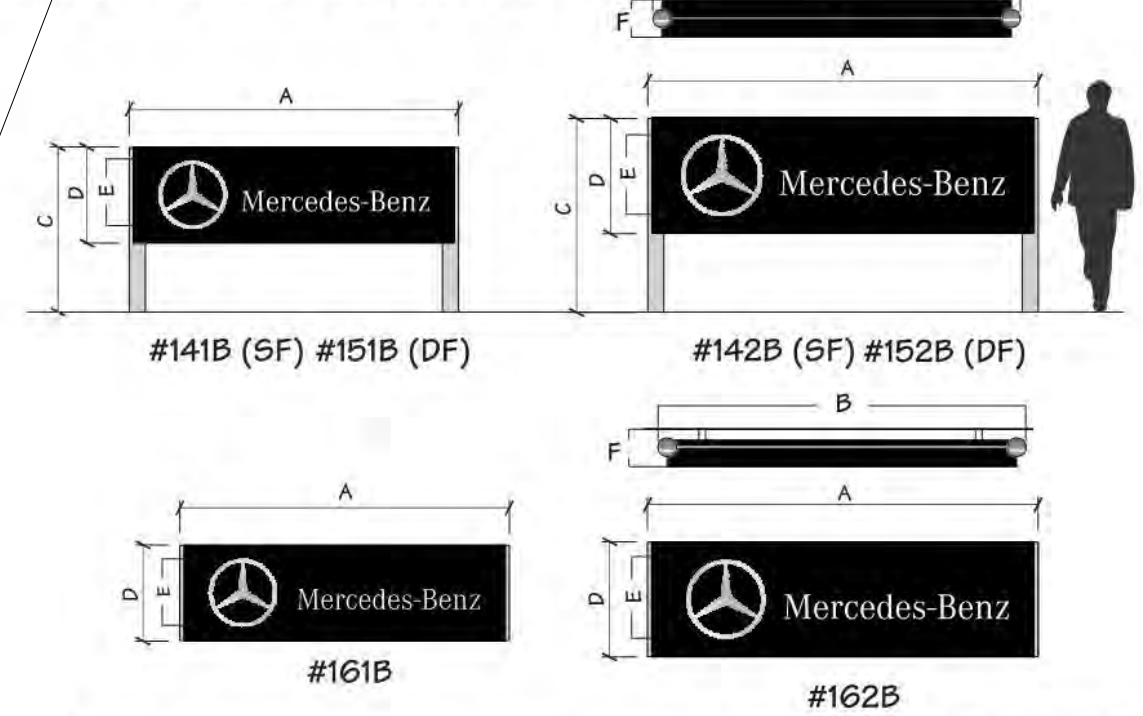 F
A
A
C
D
E
Mercedes-Benz
C
D
E
Mercedes-Benz
#141B (SF) #151B (DF)
#142B (SF) #152B (DF)
B
F
A
A
D
E
Mercedes-Benz
D
E
Mercedes-Benz
#161B
#162B